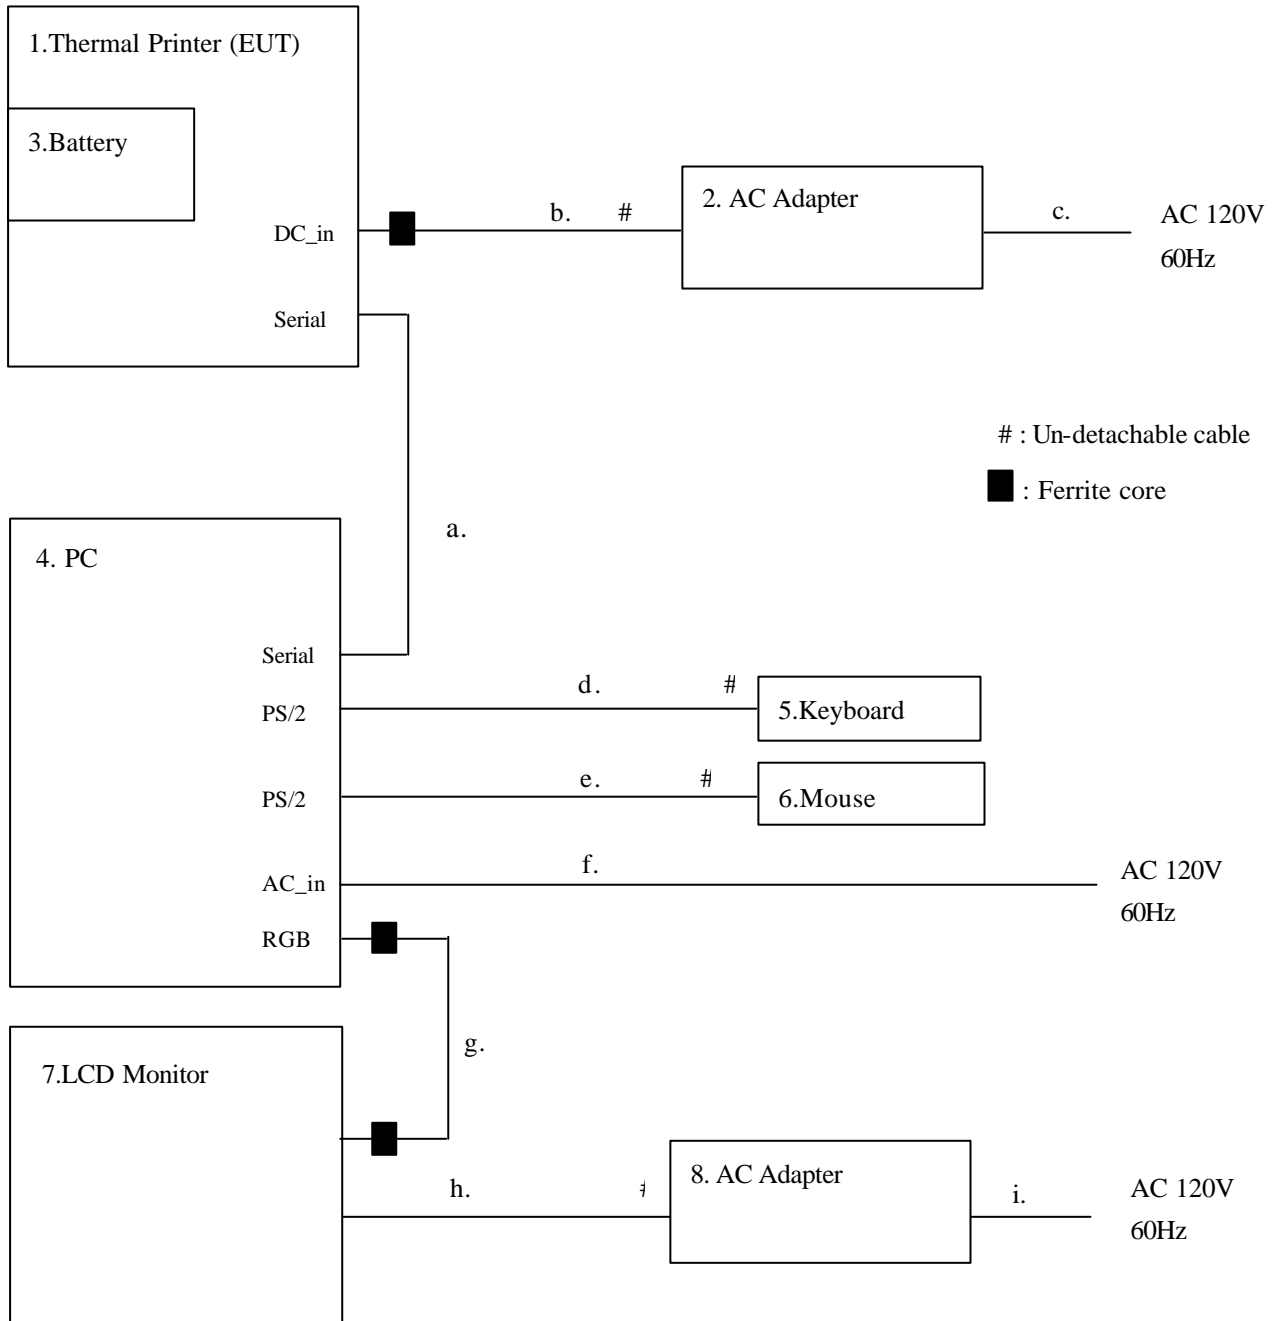 1.Thermal Printer (EUT)
3.Battery
DC_in
b. #
2. AC Adapter
c.
AC 120V
60Hz
Serial
# : Un-detachable cable
: Ferrite core
a.
4. PC
Serial
d. #
PS/2
5.Keyboard
e. #
PS/2
6.Mouse
f.
AC_in
AC 120V
60Hz
RGB
g.
7.LCD Monitor
h. #
8. AC Adapter
i.
AC 120V
60Hz